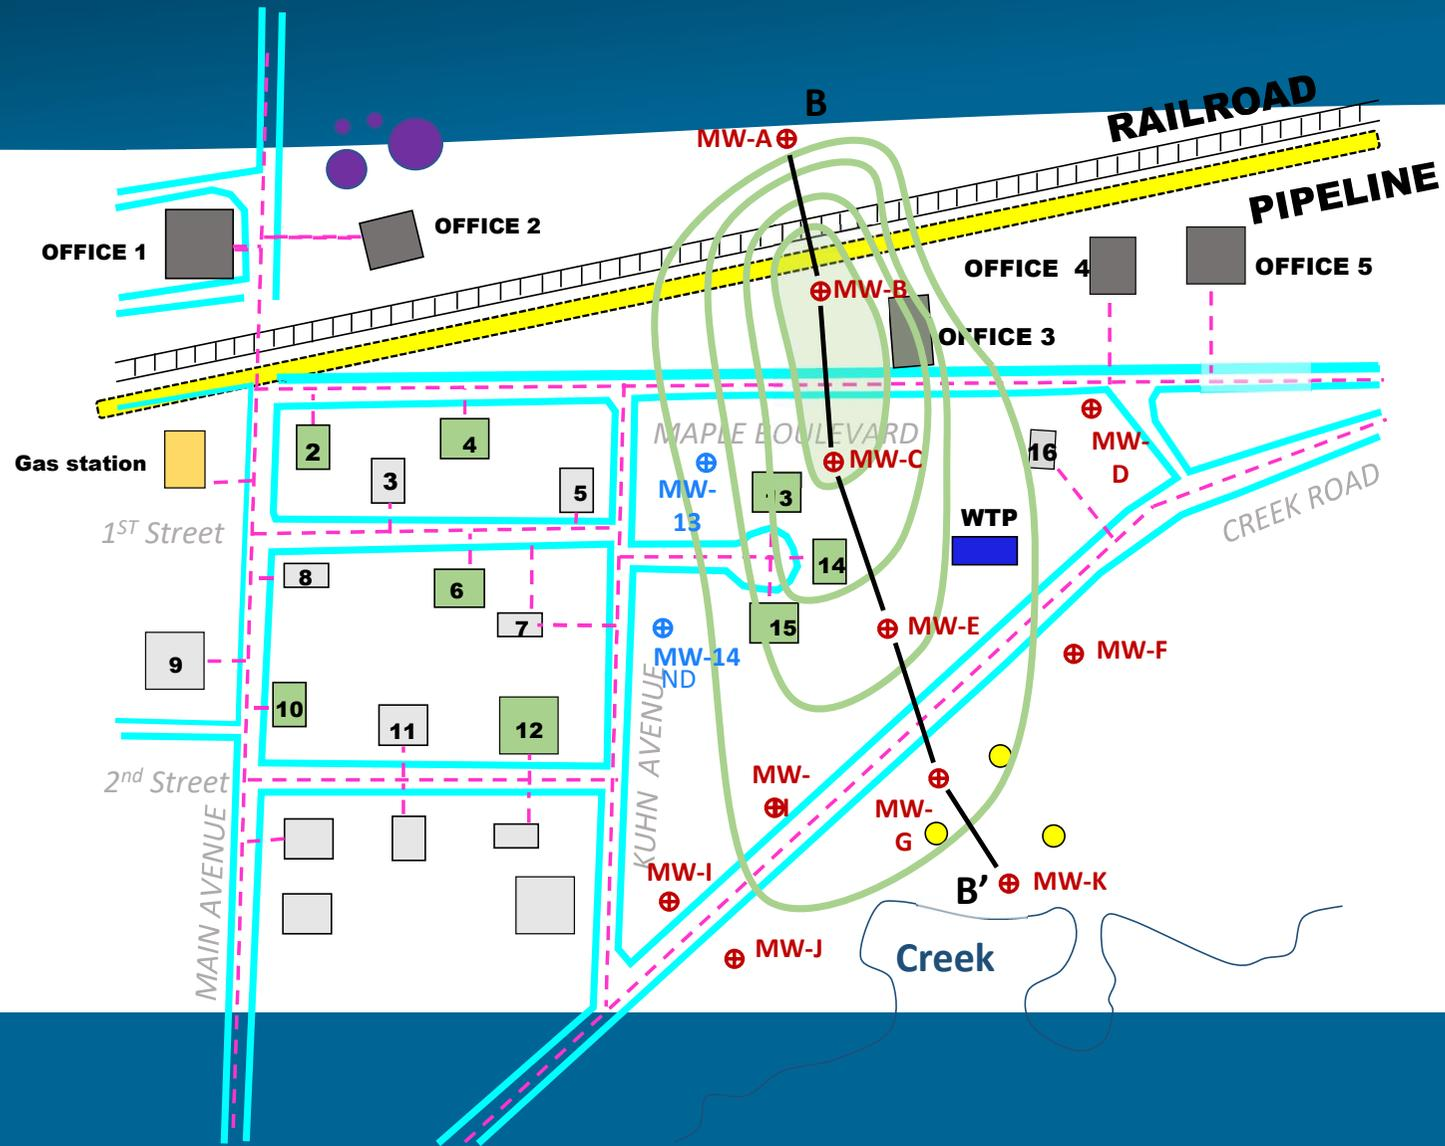 B
MW-A
RAILROAD
PIPELINE
OFFICE 1
OFFICE 2
OFFICE 4
OFFICE 5
MW-B
OFFICE 3
MAPLE BOULEVARD
Gas station
2
4
3
5
MW-
13
13
MW-C
16
MW-
D
1ST Street
CREEK ROAD
WTP
8
6
7
14
9
15
MW-E
MW-F
MW-14
ND
10
11
12
KUHN AVENUE
2nd Street
MW-
H
MW-
G
MAIN AVENUE
MW-I
B’
MW-K
MW-J
Creek